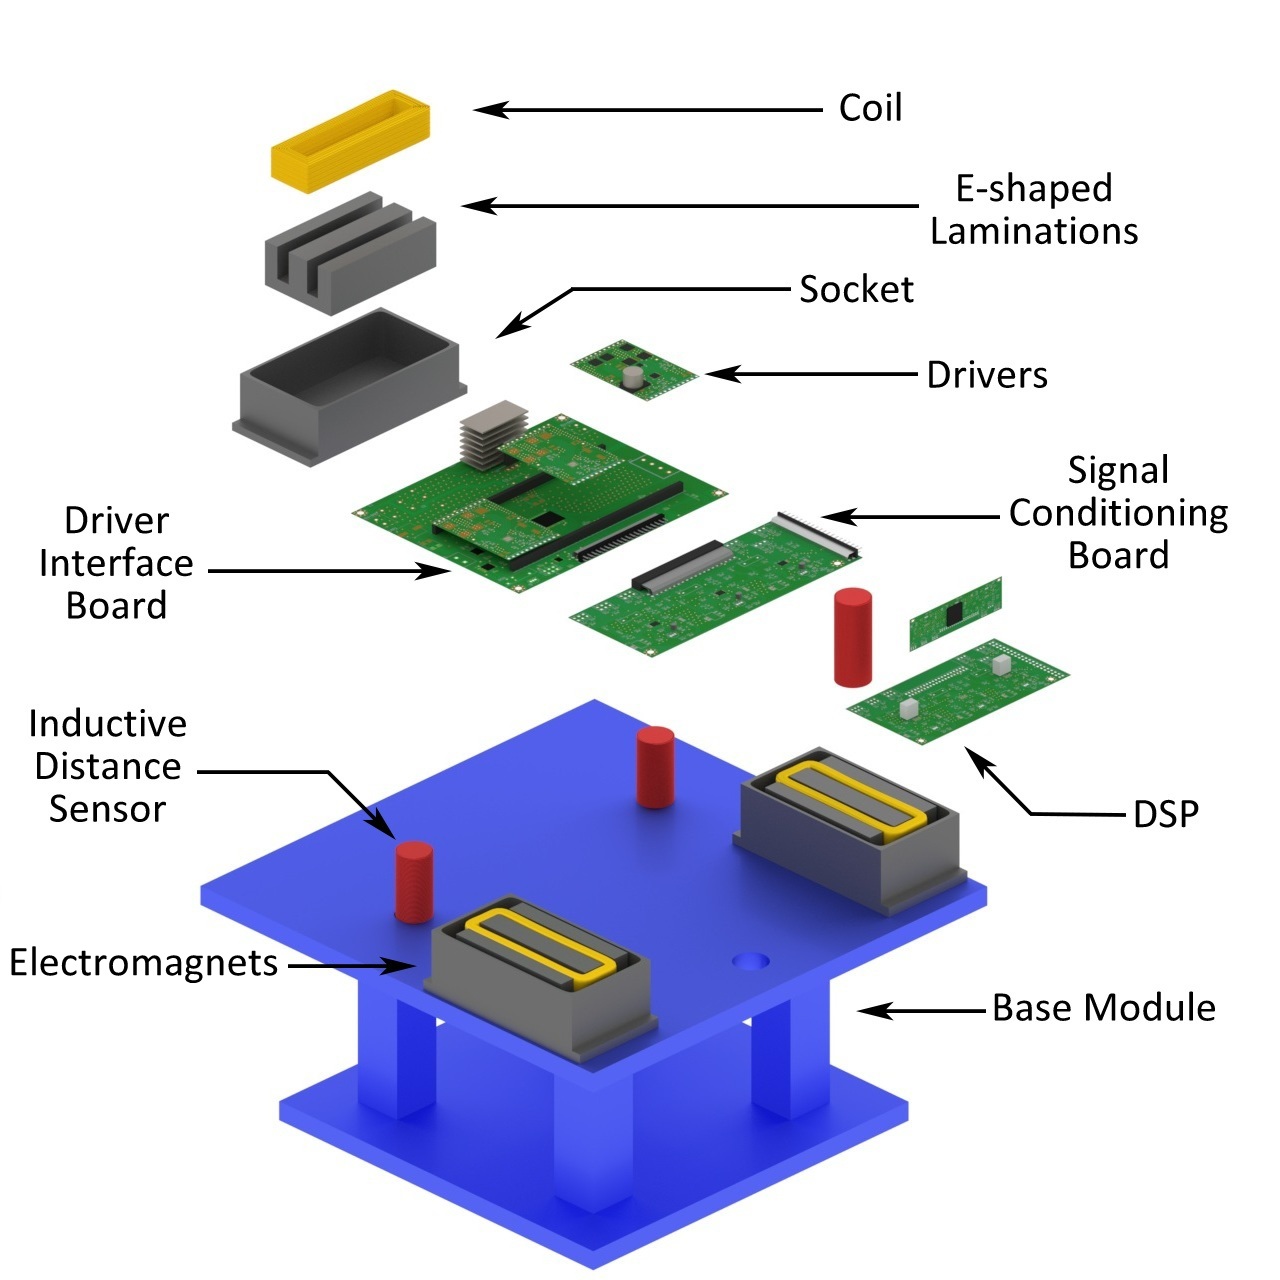 Coil
E-shaped
Laminations
Socket
Drivers
Signal
Conditioning
Board
Driver
Interface
Board
Inductive
Distance
Sensor
DSP
Electromagnets
Base Module